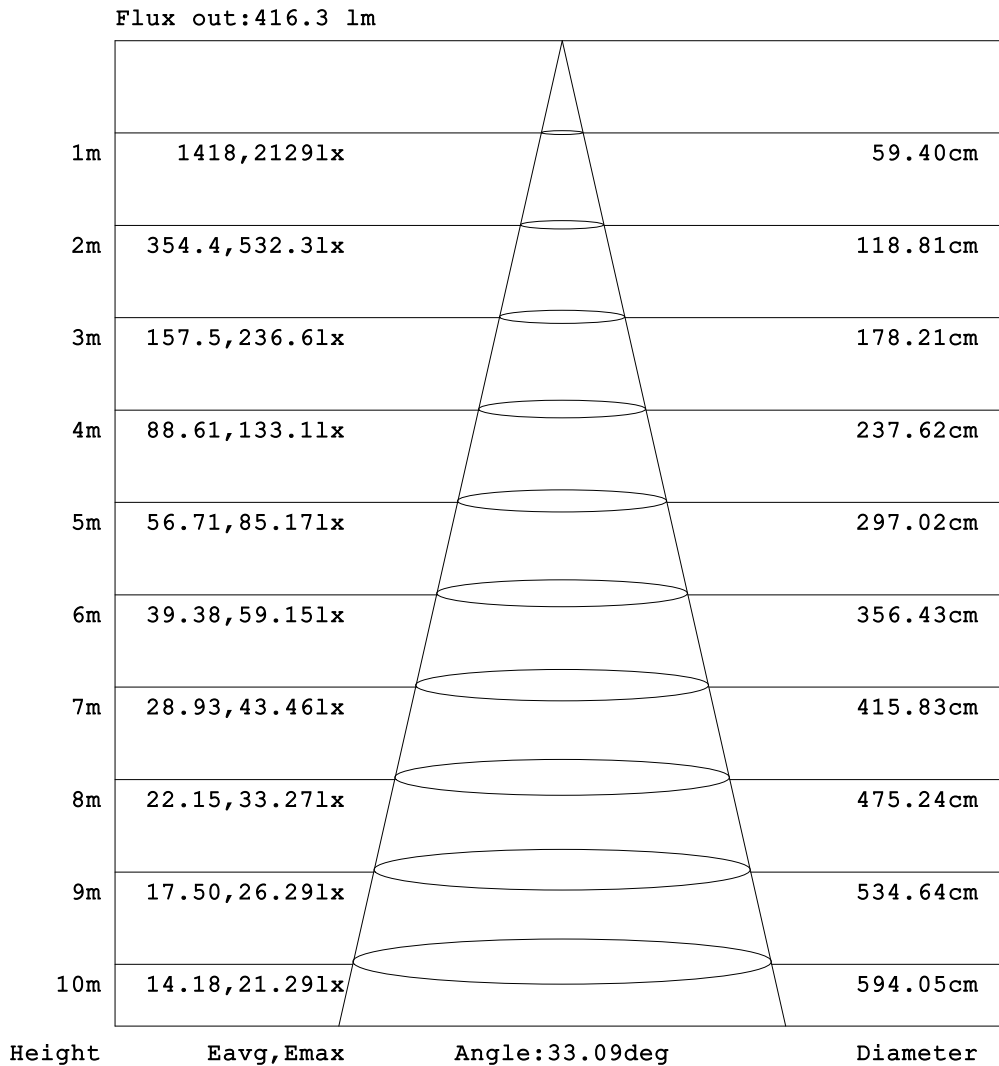 Flux out:416.3 lm
1m 1418,2129lx 59.40cm
2m 354.4,532.3lx 118.81cm
3m 157.5,236.6lx 178.21cm
4m 88.61,133.1lx 237.62cm
5m 56.71,85.17lx 297.02cm
6m 39.38,59.15lx 356.43cm
7m 28.93,43.46lx 415.83cm
8m 22.15,33.27lx 475.24cm
9m 17.50,26.29lx 534.64cm
10m 14.18,21.29lx 594.05cm
Height Eavg,Emax Angle:33.09deg Diameter